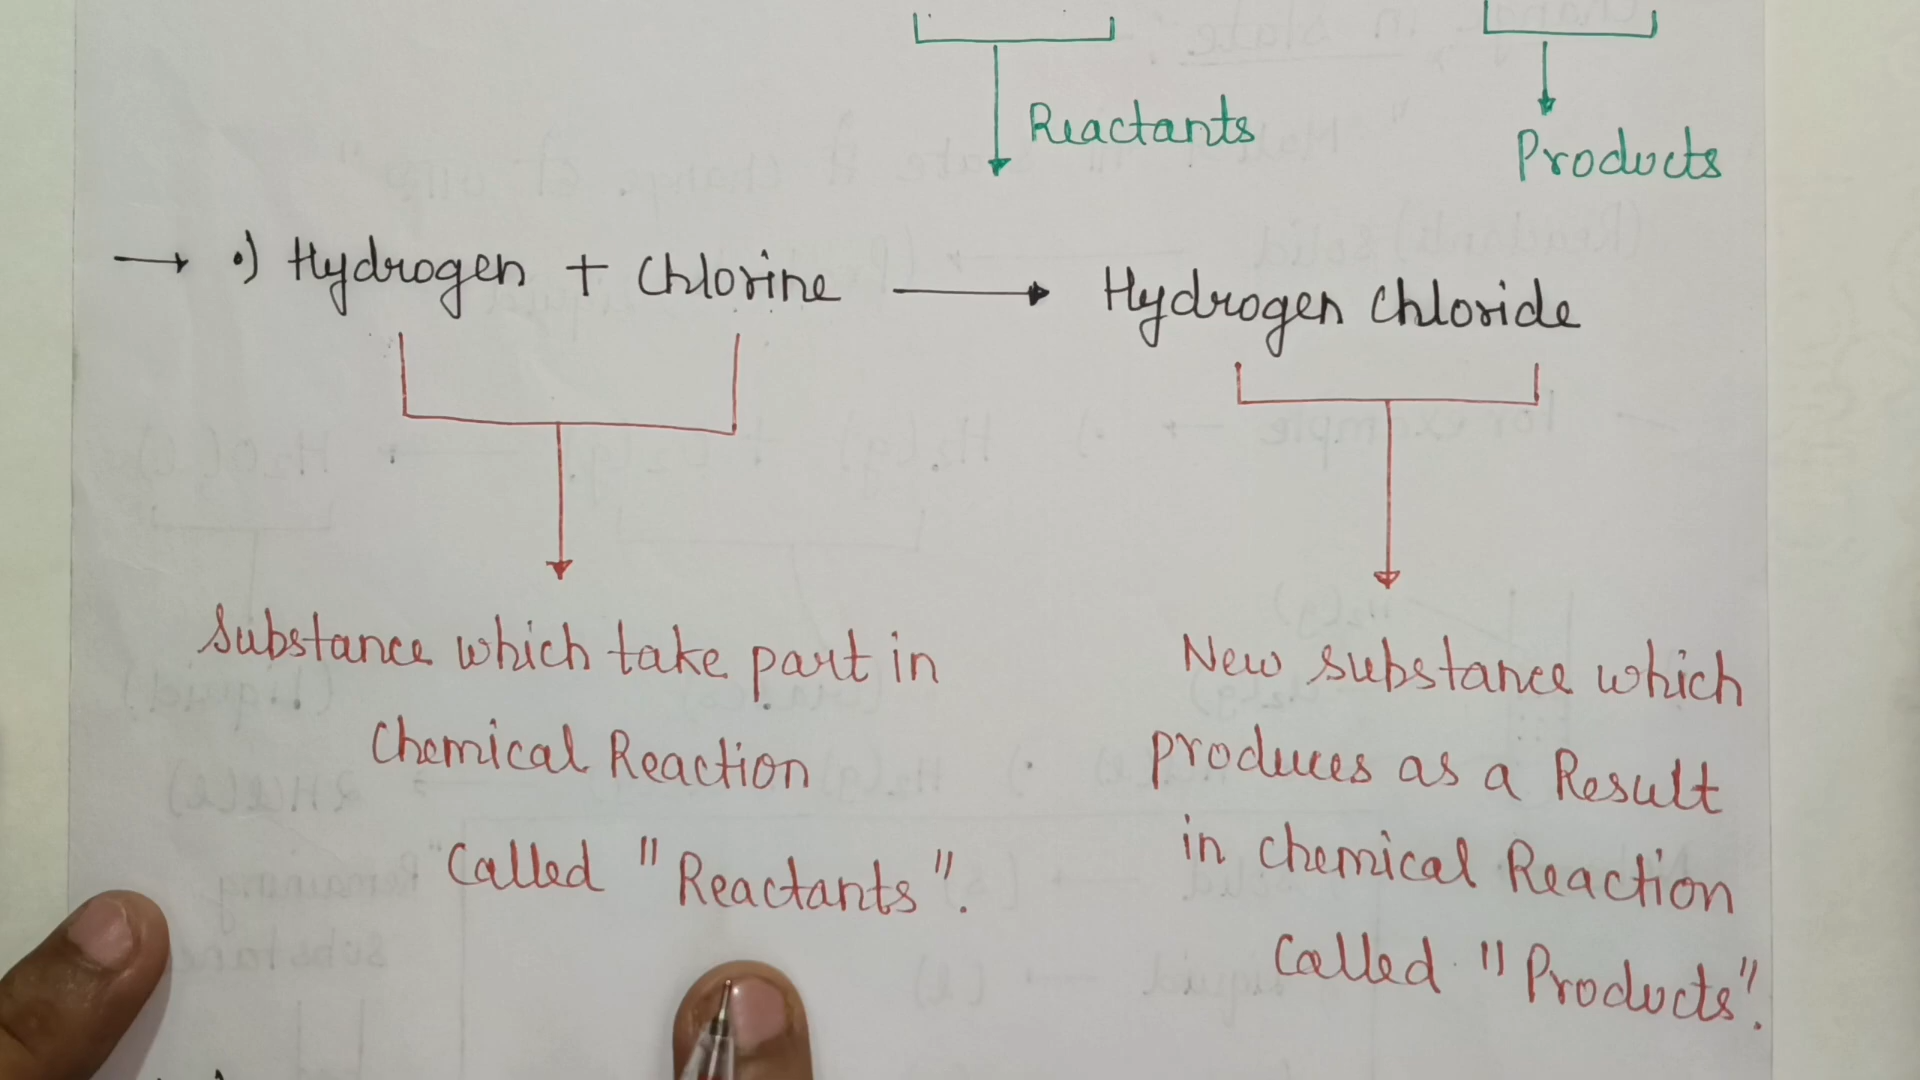 Reactants
Products
→ •) Hydrogen + Chlorine → Hydrogen Chloride
Substance which take part in
Chemical Reaction
Called "Reactants".
New substance which
produces as a Result
in chemical Reaction
Called "Products".